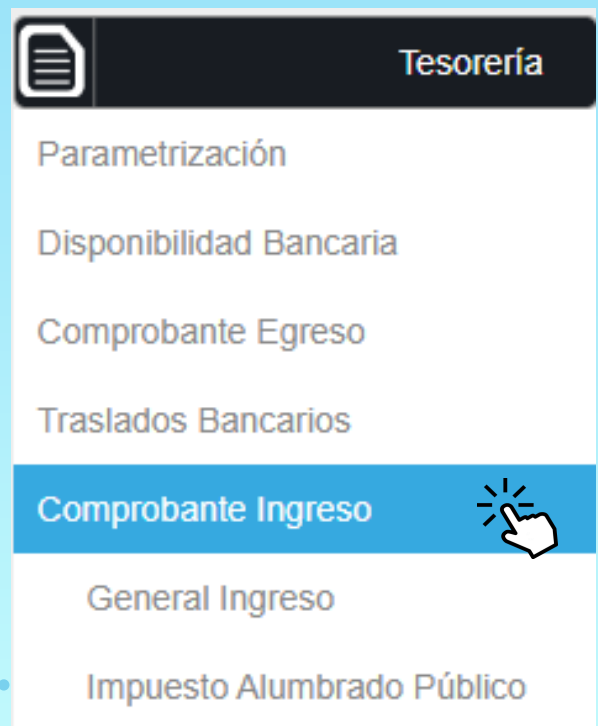 Tesorería
Parametrización
Disponibilidad Bancaria
Comprobante Egreso
Traslados Bancarios
Comprobante Ingreso
General Ingreso
Impuesto Alumbrado Público